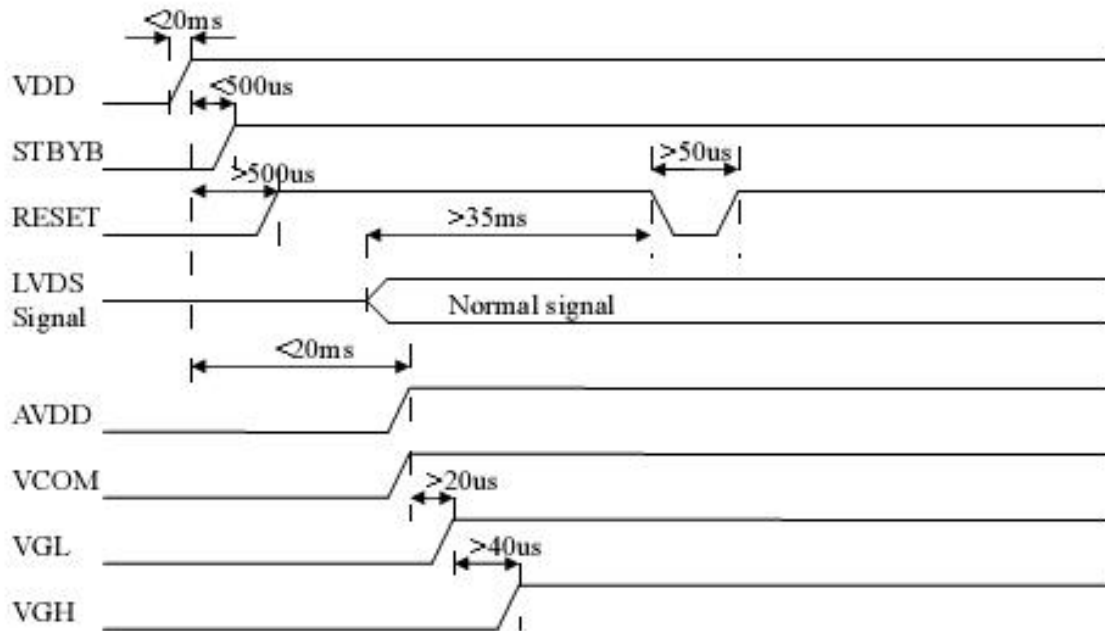 <20ms
VDD
<500us
STBYB
>500us
>50us
RESET
>35ms
LVDS
Signal
Normal signal
<20ms
AVDD
VCOM
>20us
VGL
>40us
VGH